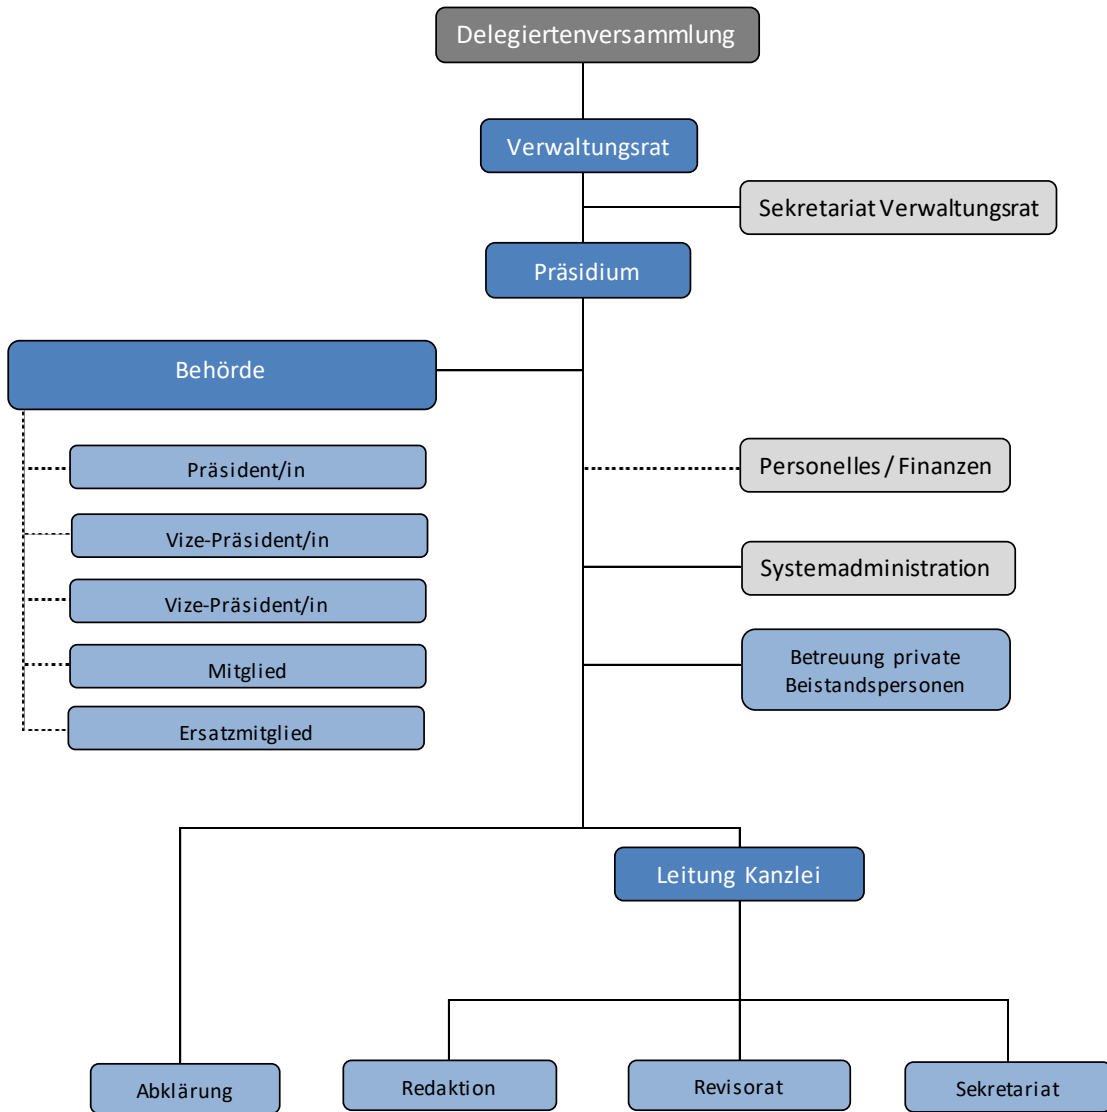 Delegiertenversammlung
Verwaltungsrat
Sekretariat Verwaltungsrat
Präsidium
Behörde
Präsident/in
Personelles / Finanzen
Vize-Präsident/in
Systemadministration
Vize-Präsident/in
Mitglied
Betreuung private
Beistandspersonen
Ersatzmitglied
Leitung Kanzlei
Abklärung
Redaktion
Revisorat
Sekretariat